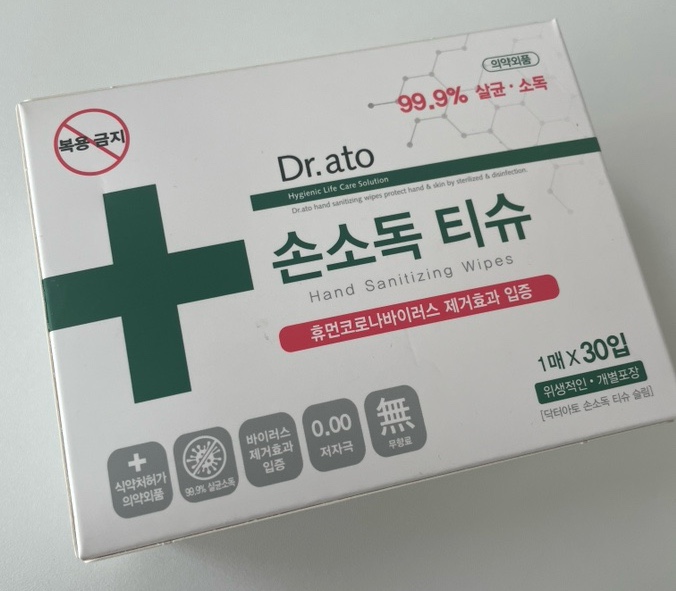 의약외품
99.9% 살균·소독
복용 금지
Dr.ato
Hygienic Life Care Solution
Dr.ato hand sanitizing wipes protect hand & skin by sterilized & disinfection.
손소독 티슈
Hand Sanitizing Wipes
휴먼코로나바이러스 제거효과 입증
1매 X 30입
위생적인·개별포장
[닥터아토 손소독 티슈 슬림]
식약처허가
의약외품
99.9% 살균소독
바이러스
제거효과
입증
0.00
저자극
無
무향료